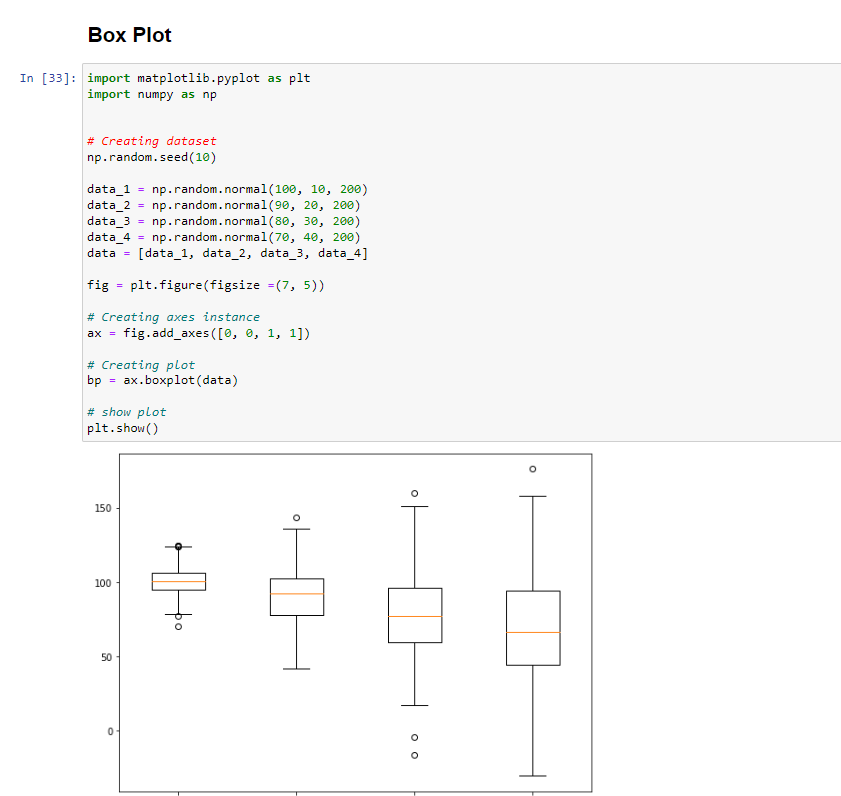 Box Plot
In [33]: import matplotlib.pyplot as plt
import numpy as np
# Creating dataset
np.random.seed(10)
data_1 = np.random.normal(100, 10, 200)
data_2 = np.random.normal(90, 20, 200)
data_3 = np.random.normal(80, 30, 200)
data_4 = np.random.normal(70, 40, 200)
data = [data_1, data_2, data_3, data_4]
fig = plt.figure(figsize =(7, 5))
# Creating axes instance
ax = fig.add_axes([0, 0, 1, 1])
# Creating plot
bp = ax.boxplot(data)
# show plot
plt.show()
150
100
50
0